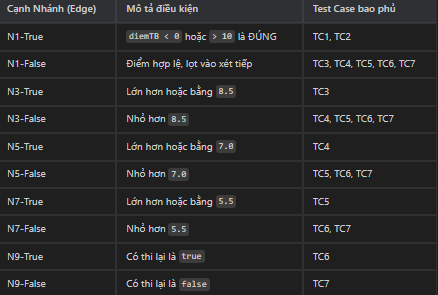 Cạnh Nhánh (Edge) Mô tả điều kiện Test Case bao phủ
N1-True diemTB < 0 hoặc > 10 là ĐÚNG TC1, TC2
N1-False Điểm hợp lệ, lọt vào xét tiếp TC3, TC4, TC5, TC6, TC7
N3-True Lớn hơn hoặc bằng 8.5 TC3
N3-False Nhỏ hơn 8.5 TC4, TC5, TC6, TC7
N5-True Lớn hơn hoặc bằng 7.0 TC4
N5-False Nhỏ hơn 7.0 TC5, TC6, TC7
N7-True Lớn hơn hoặc bằng 5.5 TC5
N7-False Nhỏ hơn 5.5 TC6, TC7
N9-True Có thi lại là true TC6
N9-False Có thi lại là false TC7